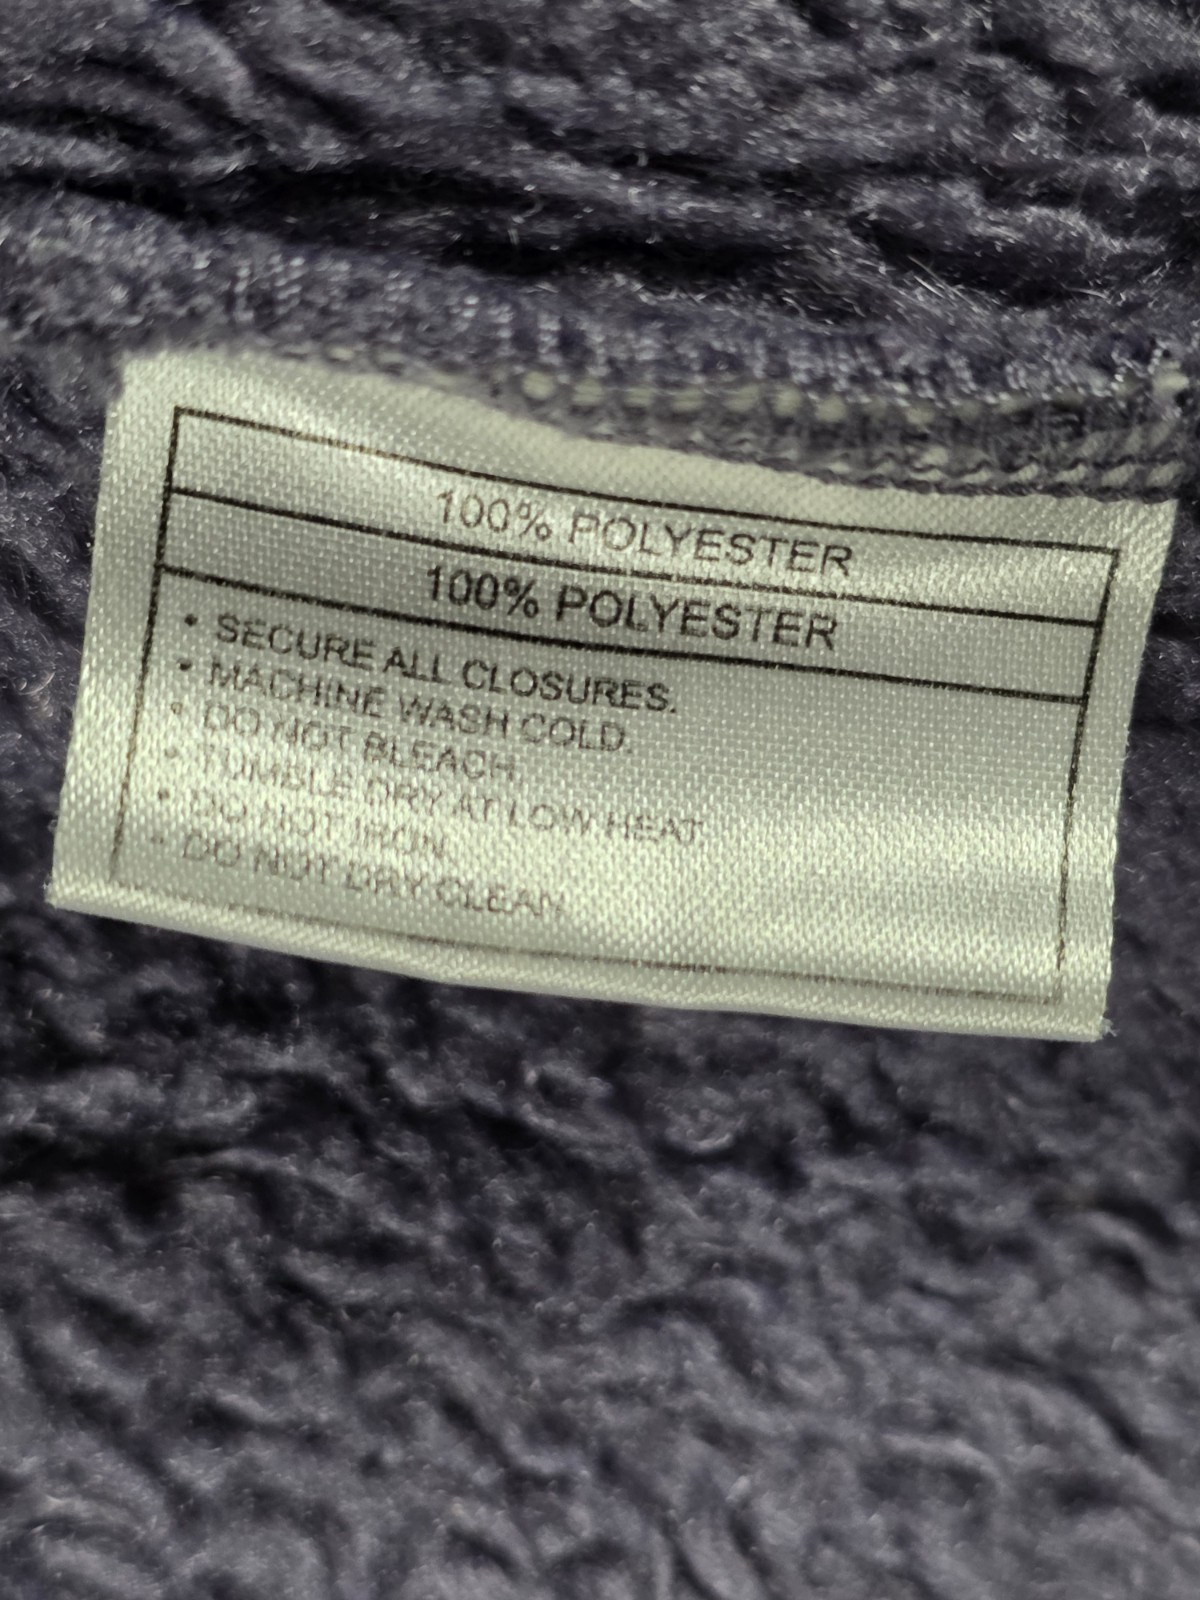 100% POLYESTER
100% POLYESTER
• SECURE ALL CLOSURES.
• MACHINE WASH COLD.
• DO NOT BLEACH.
• TUMBLE DRY AT LOW HEAT.
• DO NOT IRON.
• DO NOT DRY CLEAN.